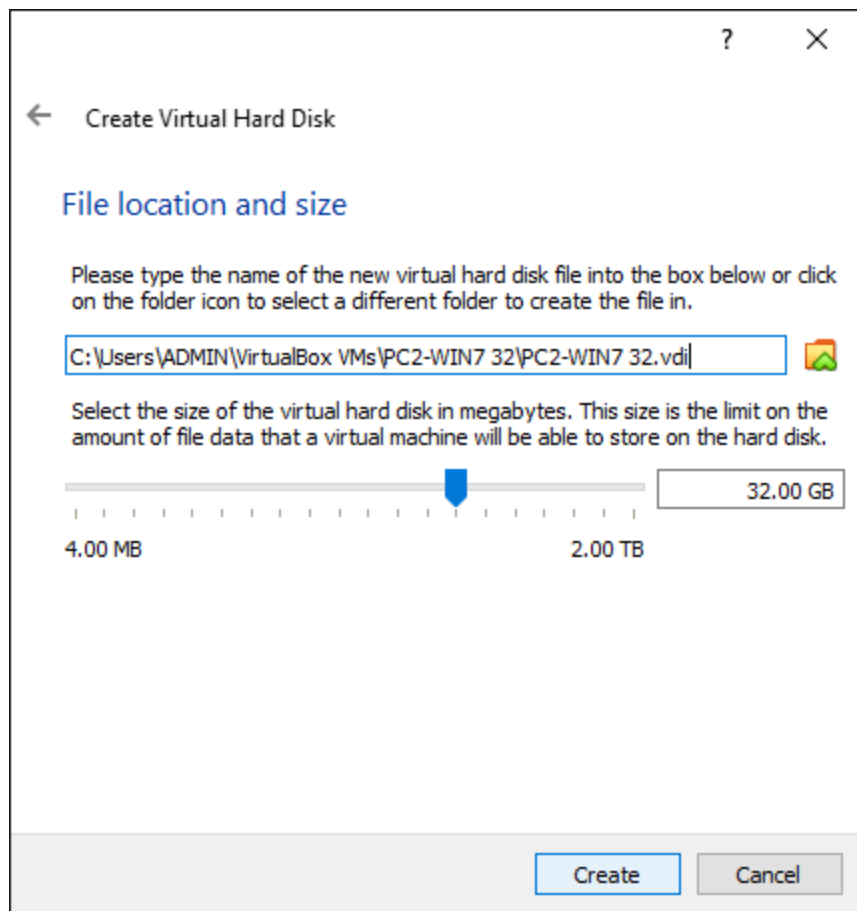 ?
Create Virtual Hard Disk
File location and size
Please type the name of the new virtual hard disk file into the box below or click
on the folder icon to select a different folder to create the file in.
C:\Users\ADMIN\VirtualBox VMs\PC2-WIN7 32\PC2-WIN7 32.vdi
Select the size of the virtual hard disk in megabytes. This size is the limit on the
amount of file data that a virtual machine will be able to store on the hard disk.
32.00 GB
4.00 MB 2.00 TB
Create Cancel